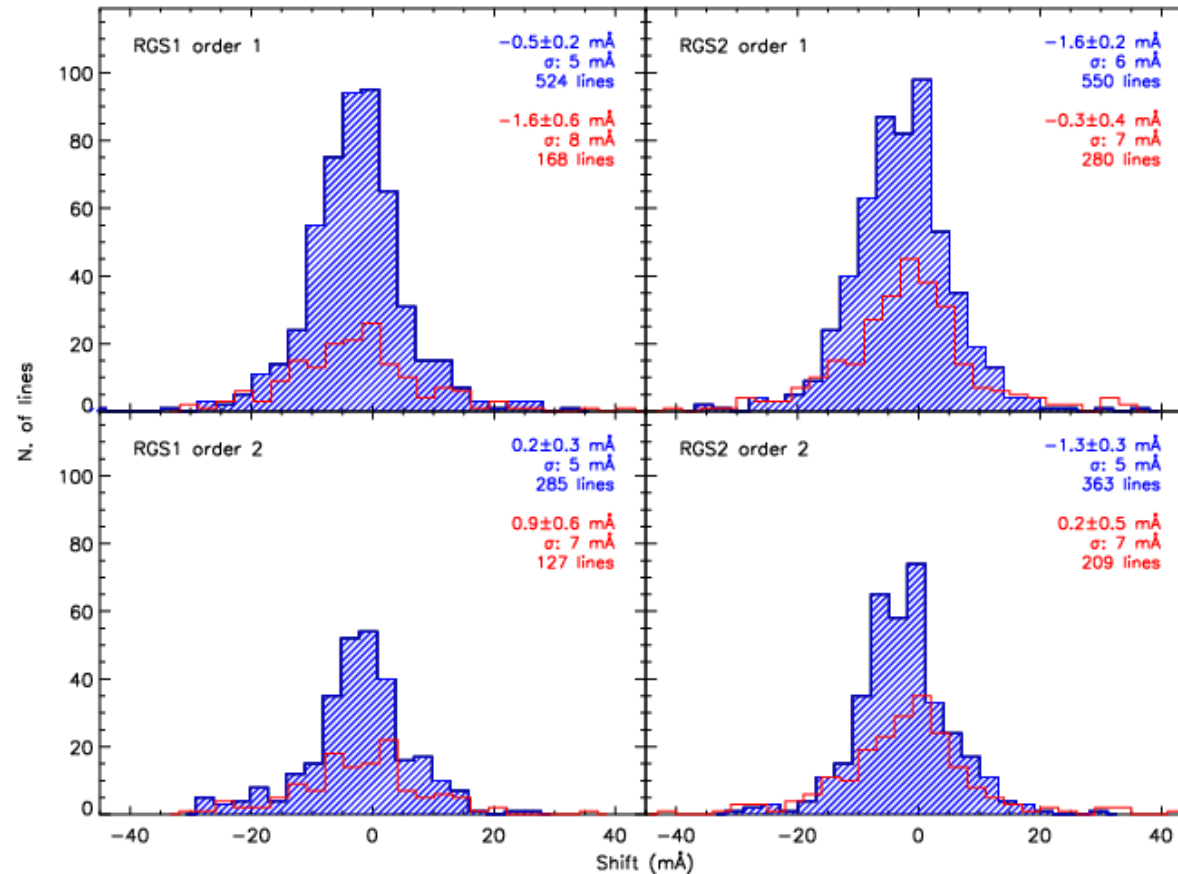 RGS1 order 1
−0.5±0.2 mÅ
σ: 5 mÅ
524 lines
−1.6±0.6 mÅ
σ: 8 mÅ
168 lines
RGS2 order 1
−1.6±0.2 mÅ
σ: 6 mÅ
550 lines
−0.3±0.4 mÅ
σ: 7 mÅ
280 lines
100
80
60
40
20
0
RGS1 order 2
0.2±0.3 mÅ
σ: 5 mÅ
285 lines
0.9±0.6 mÅ
σ: 7 mÅ
127 lines
RGS2 order 2
−1.3±0.3 mÅ
σ: 5 mÅ
363 lines
0.2±0.5 mÅ
σ: 7 mÅ
209 lines
100
80
60
40
20
0
N. of lines
−40 −20 0 20 40
−40 −20 0 20 40
Shift (mÅ)